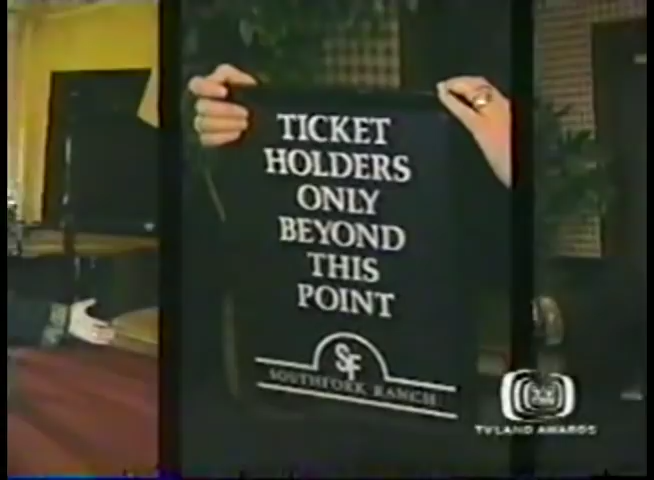 TICKET
HOLDERS
ONLY
BEYOND
THIS
POINT
SF
SOUTHFORK RANCH
TV LAND AWARDS